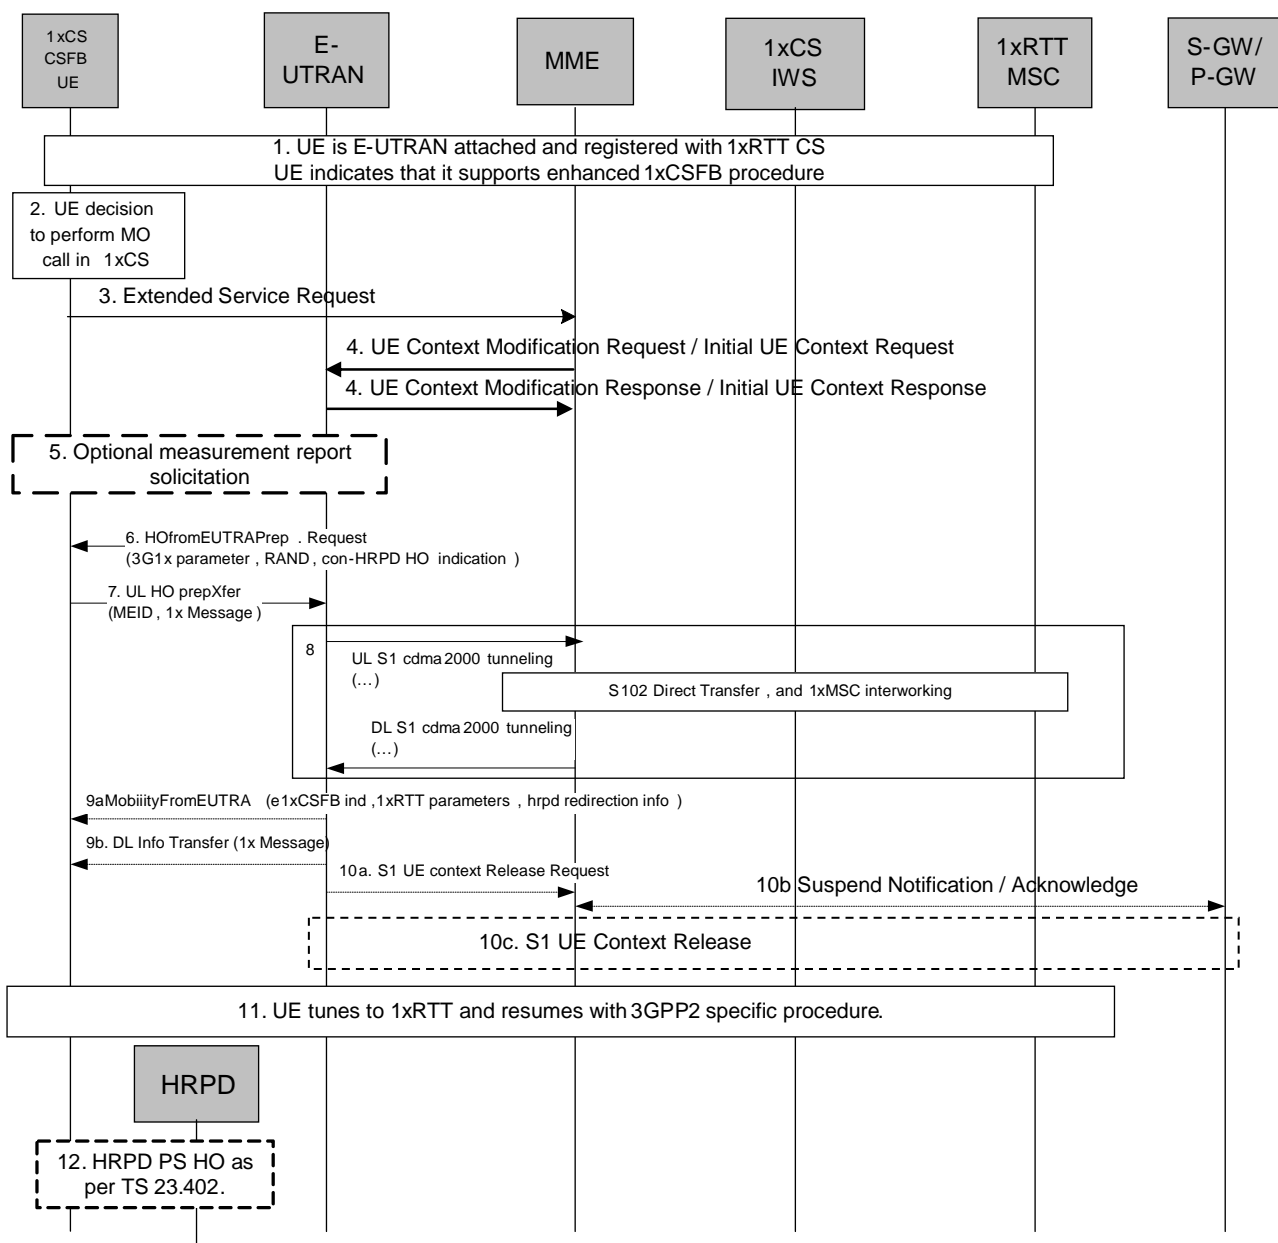 1xCS
CSFB
UE
E-
UTRAN
MME
1xCS
IWS
1xRTT
MSC
S-GW/
P-GW
1. UE is E-UTRAN attached and registered with 1xRTT CS
UE indicates that it supports enhanced 1xCSFB procedure
2. UE decision
to perform MO
call in 1xCS
3. Extended Service Request
4. UE Context Modification Request / Initial UE Context Request
4. UE Context Modification Response / Initial UE Context Response
5. Optional measurement report
solicitation
6. HOfromEUTRAPrep . Request
(3G1x parameter , RAND , con-HRPD HO indication )
7. UL HO prepXfer
(MEID , 1x Message )
8
UL S1 cdma 2000 tunneling
(...)
S102 Direct Transfer , and 1xMSC interworking
DL S1 cdma 2000 tunneling
(...)
9aMobiiityFromEUTRA (e1xCSFB ind ,1xRTT parameters , hrpd redirection info )
9b. DL Info Transfer (1x Message)
10a. S1 UE context Release Request
10b Suspend Notification / Acknowledge
10c. S1 UE Context Release
11. UE tunes to 1xRTT and resumes with 3GPP2 specific procedure.
HRPD
12. HRPD PS HO as
per TS 23.402.